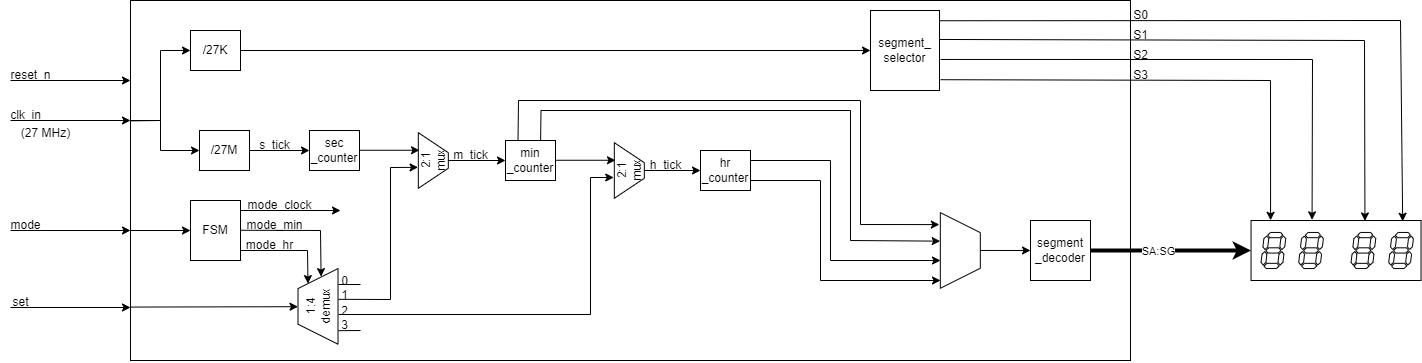 S0
S1
S2
S3
/27K
segment_
selector
reset_n
clk_in
(27 MHz)
/27M
s_tick
sec
_counter
2:1
mux
m_tick
min
_counter
2:1
mux
h_tick
hr
_counter
mode
FSM
mode_clock
mode_min
mode_hr
segment
_decoder
SA:SG
88 88
set
1:4
demux
0
1
2
3